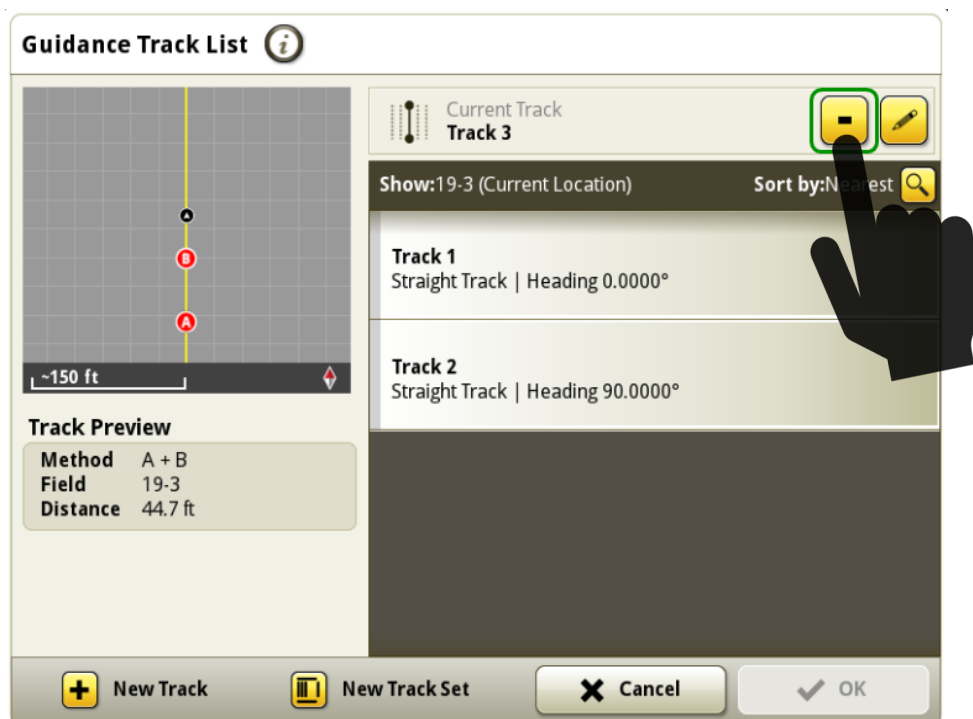 Guidance Track List i
Current Track
Track 3
Show:19-3 (Current Location) Sort by:Nearest
B
A
~150 ft
Track 1
Straight Track | Heading 0.0000°
Track 2
Straight Track | Heading 90.0000°
Track Preview
Method A + B
Field 19-3
Distance 44.7 ft
New Track
New Track Set
Cancel
OK